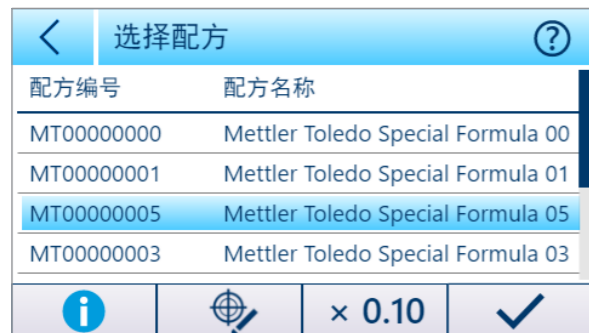 选择配方
?
配方编号 配方名称
MT00000000 Mettler Toledo Special Formula 00
MT00000001 Mettler Toledo Special Formula 01
MT00000005 Mettler Toledo Special Formula 05
MT00000003 Mettler Toledo Special Formula 03
i × 0.10